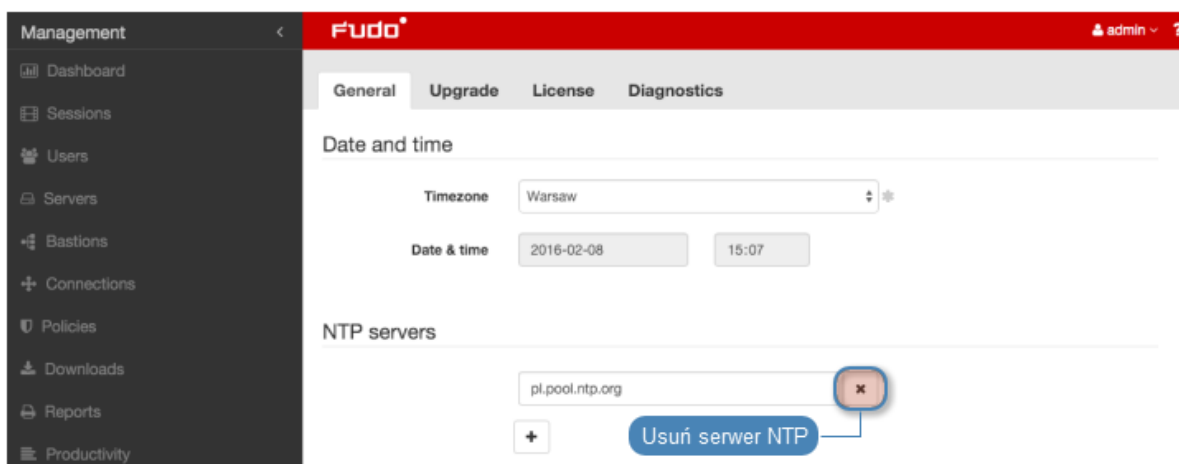 Management
FUDO
admin
?
Dashboard
General Upgrade License Diagnostics
Sessions
Date and time
Users
Timezone Warsaw
Servers
Bastions
Date & time 2016-02-08 15:07
Connections
Policies
NTP servers
Downloads
pl.pool.ntp.org
Reports
Usuń serwer NTP
Productivity